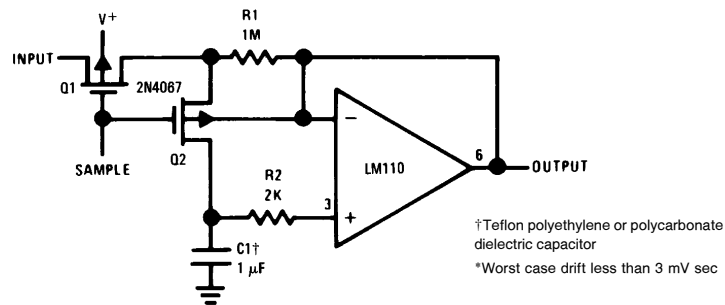 R1
1M
V+
INPUT
Q1
2N4067
SAMPLE
Q2
R2
2K
3
−
+
LM110
6
OUTPUT
C1†
1 μF
†Teflon polyethylene or polycarbonate
dielectric capacitor
*Worst case drift less than 3 mV sec